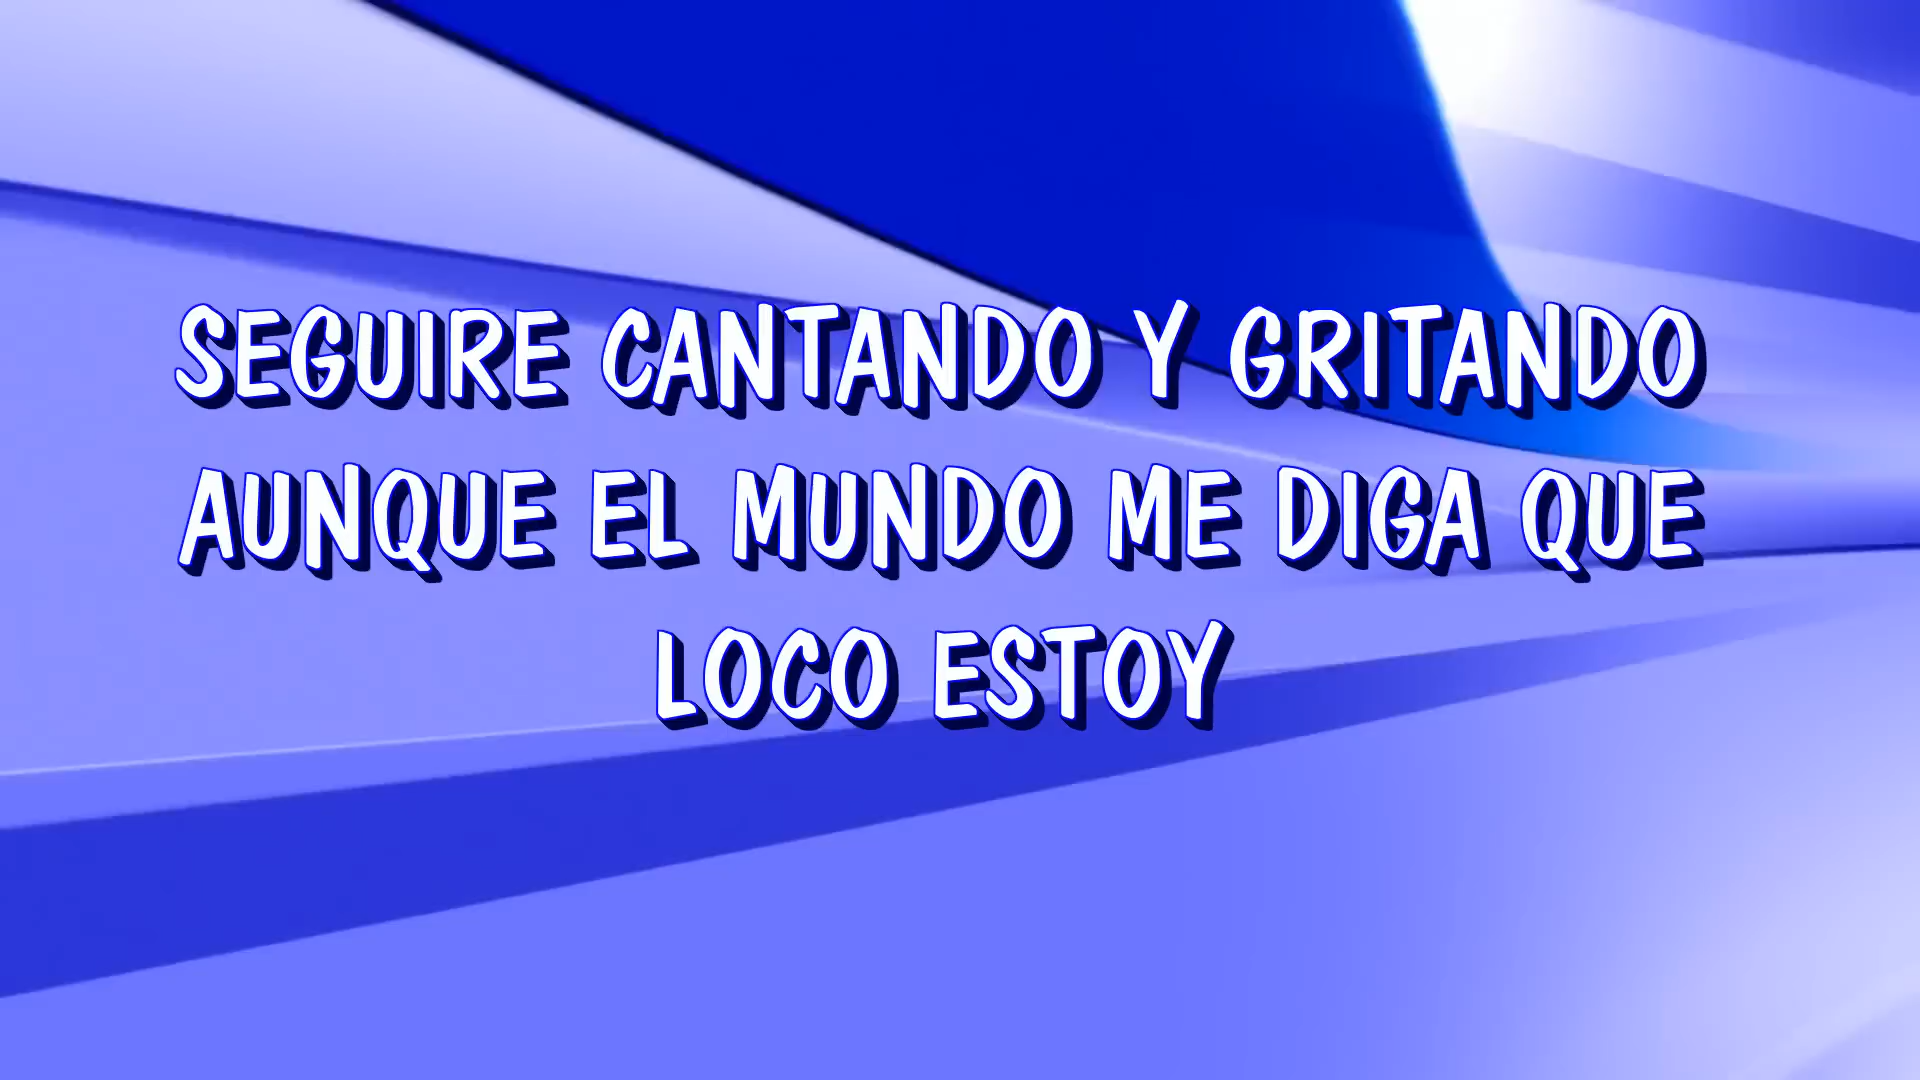 SEGUIRE CANTANDO Y GRITANDO
AUNQUE EL MUNDO ME DIGA QUE
LOCO ESTOY